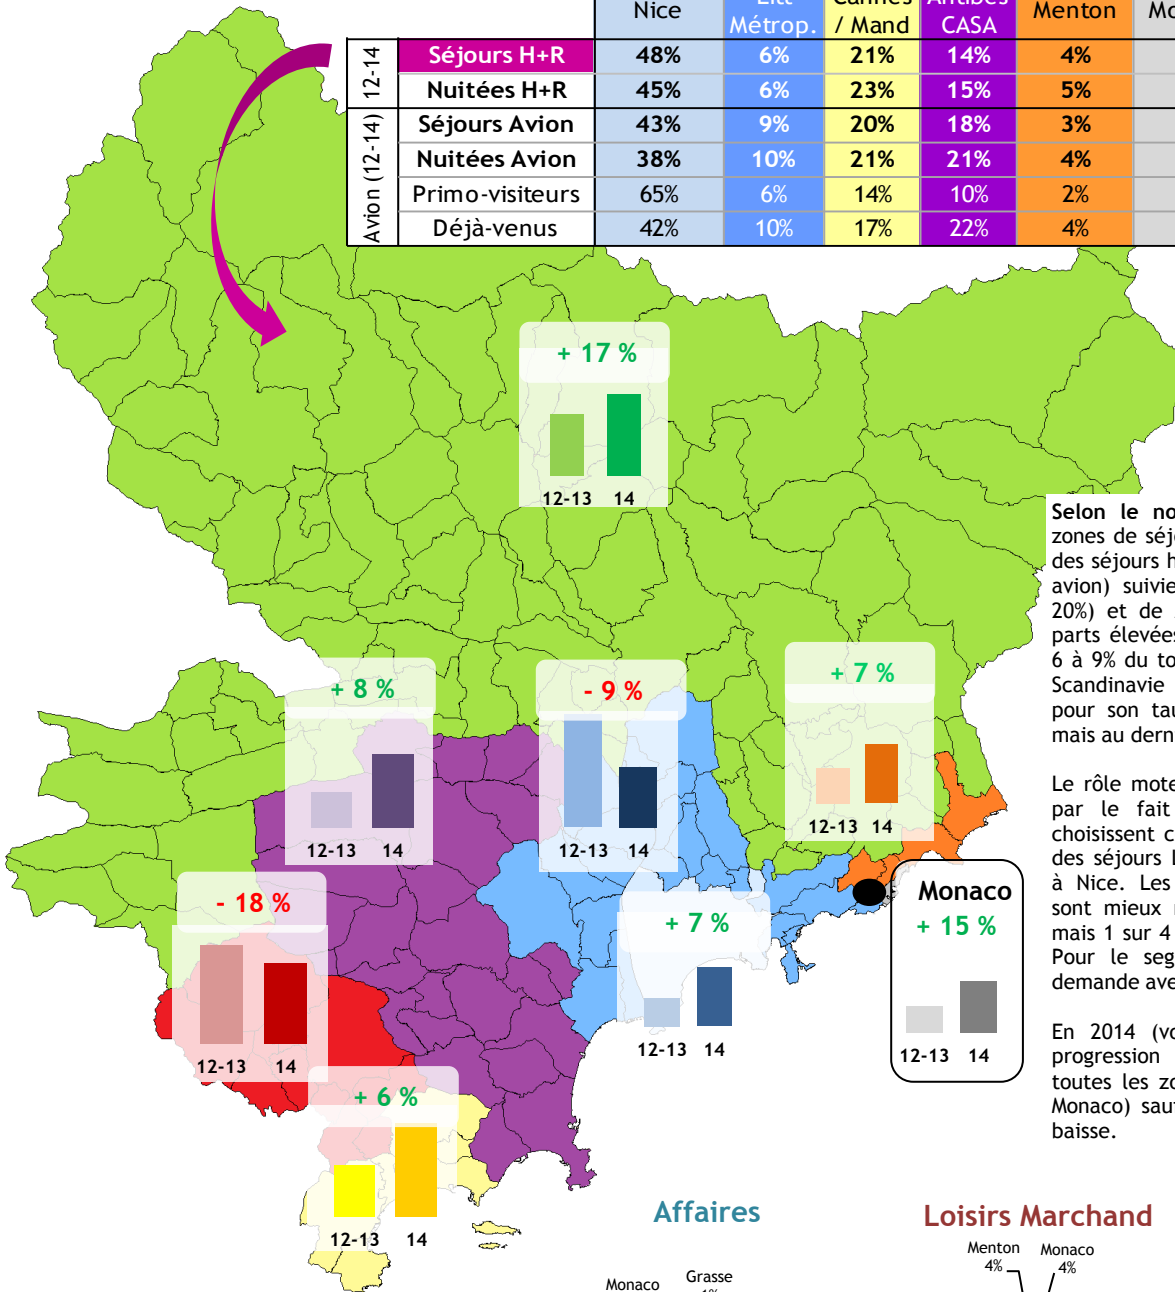 Nice Métrop. / Mand Antibes CASA Menton
12-14
Séjours H+R 48% 6% 21% 14% 4%
Nuitées H+R 45% 6% 23% 15% 5%
Avion (12-14)
Séjours Avion 43% 9% 20% 18% 3%
Nuitées Avion 38% 10% 21% 21% 4%
Primo-visiteurs 65% 6% 14% 10% 2%
Déjà-venus 42% 10% 17% 22% 4%
+ 17 %
12-13 14
+ 8 %
12-13 14
- 9 %
12-13 14
+ 7 %
12-13 14
- 18 %
12-13 14
+ 7 %
12-13 14
Monaco
+ 15 %
12-13 14
+ 6 %
12-13 14
Selon le
zones de
des séjours
avion) suivie
20%) et de
parts élevées
6 à 9% du
Scandinavie
pour son
mais au
Le rôle
par le fait
choisissent
des séjours
à Nice. Les
sont mieux
mais 1 sur 4
Pour le
demande
En 2014
progression
toutes les
Monaco)
baisse.
Affaires
Monaco
Grasse
Loisirs Marchand
Menton
4%
Monaco
4%